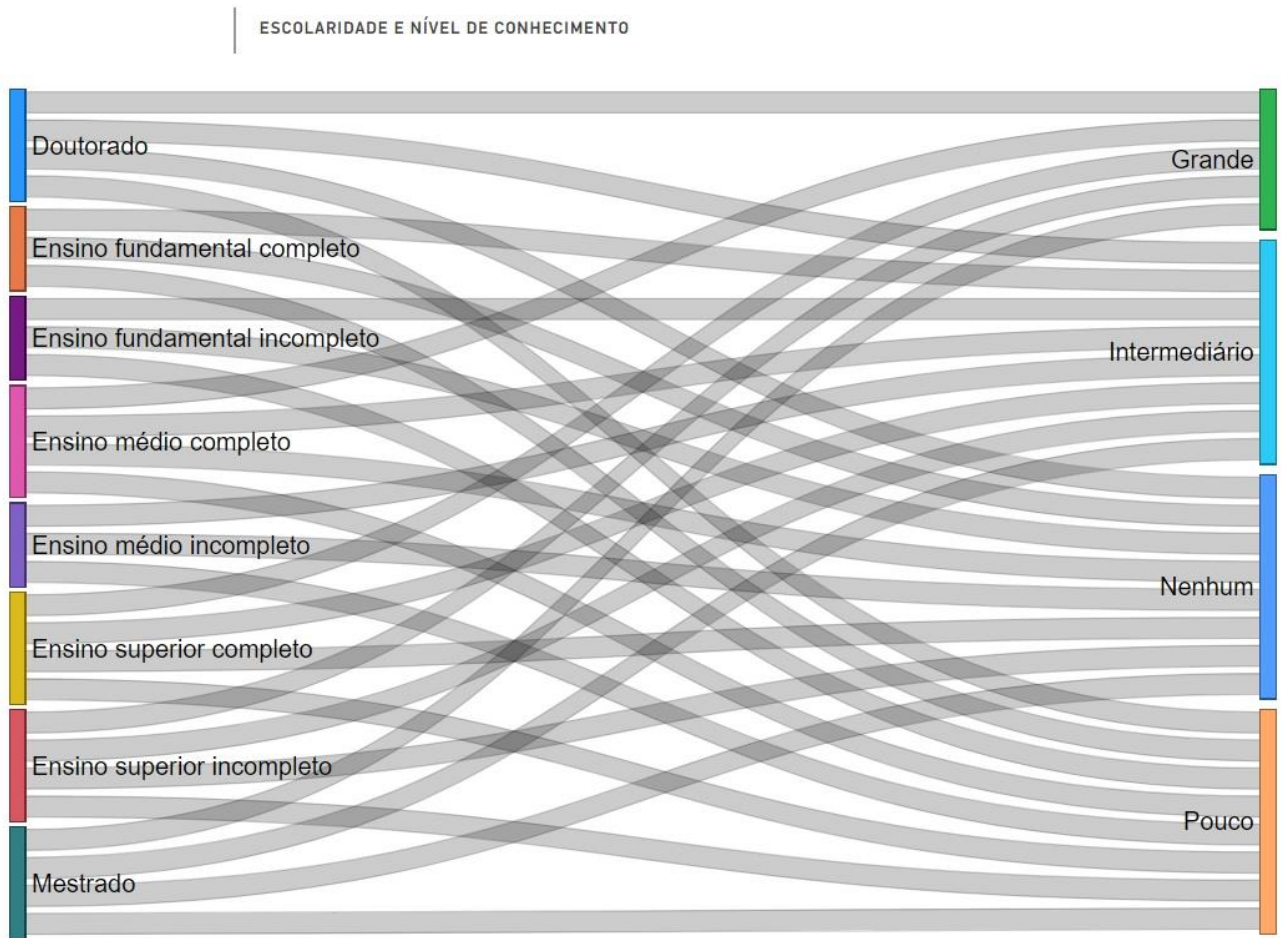 ESCOLARIDADE E NÍVEL DE CONHECIMENTO
Doutorado
Ensino fundamental completo
Ensino fundamental incompleto
Ensino médio completo
Ensino médio incompleto
Ensino superior completo
Ensino superior incompleto
Mestrado
Grande
Intermediário
Nenhum
Pouco